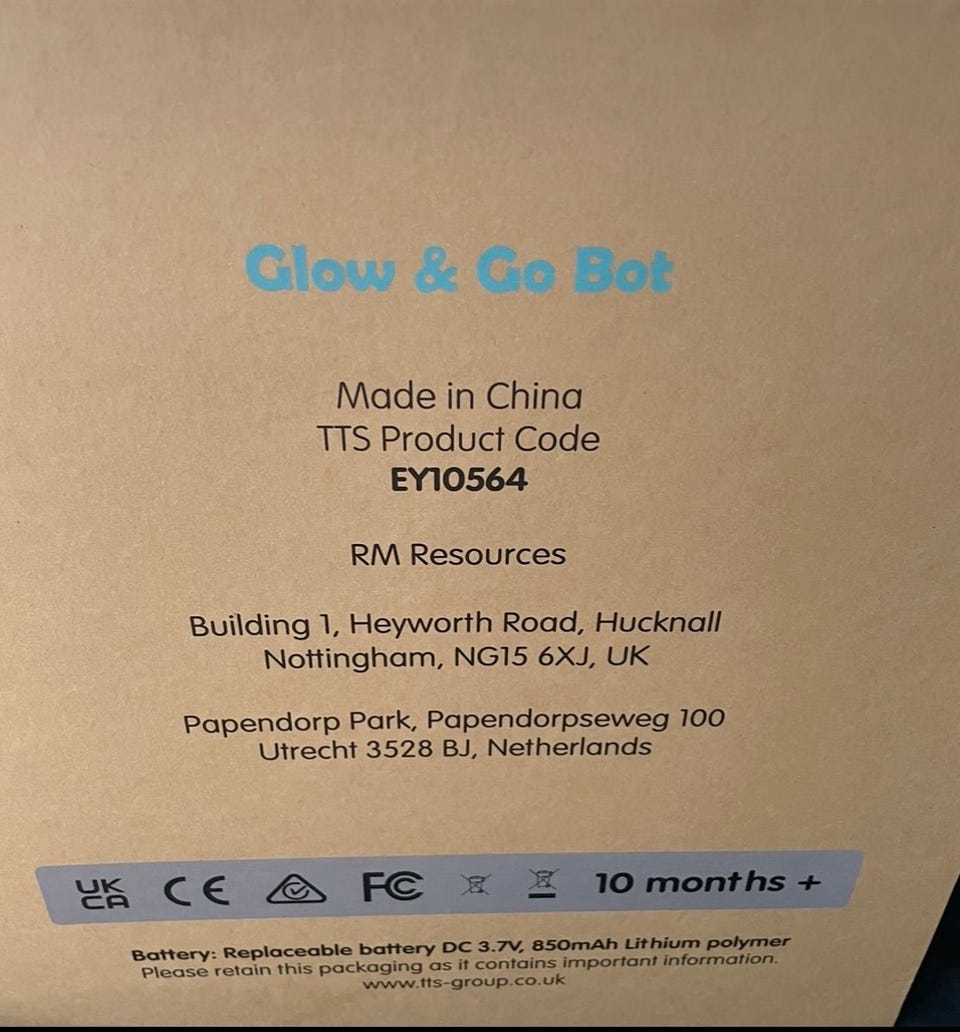 Glow & Go Bot
Made in China
TTS Product Code
EY10564
RM Resources
Building 1, Heyworth Road, Hucknall
Nottingham, NG15 6XJ, UK
Papendorp Park, Papendorpseweg 100
Utrecht 3528 BJ, Netherlands
UK CA CE FC 10 months +
Battery: Replaceable battery DC 3.7V, 850mAh Lithium polymer
Please retain this packaging as it contains important information.
www.tts-group.co.uk